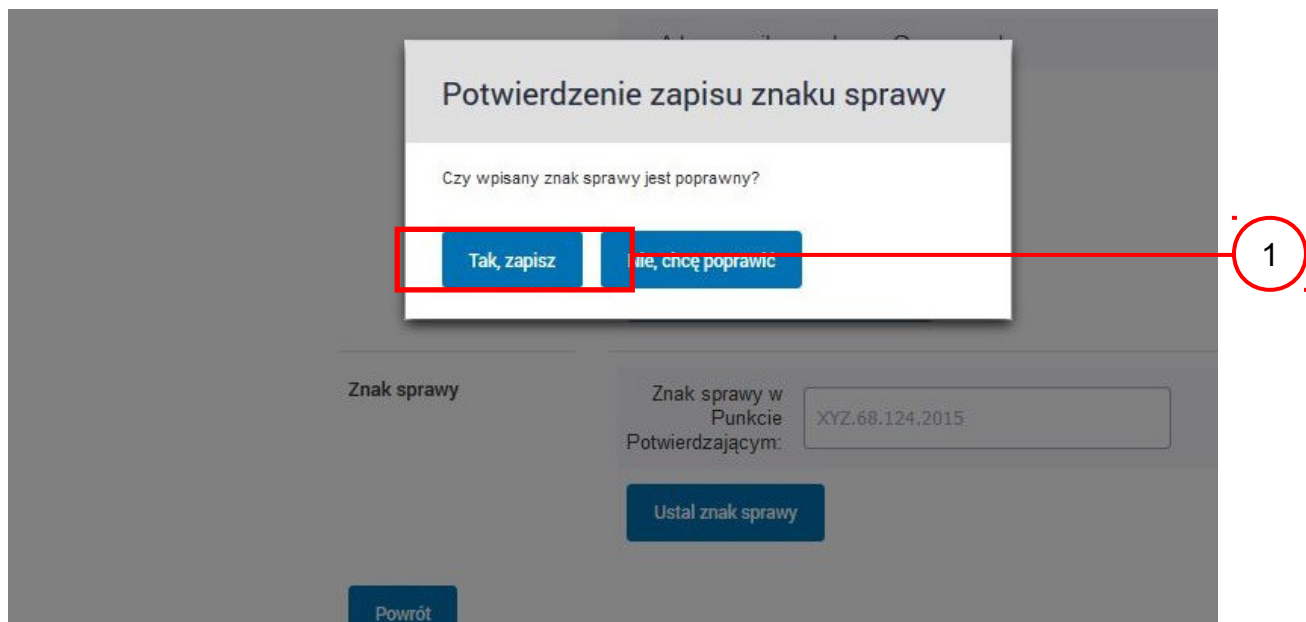 Potwierdzenie zapisu znaku sprawy
Czy wpisany znak sprawy jest poprawny?
Tak, zapisz
Nie, chcę poprawić
1
Znak sprawy
Znak sprawy w
Punkcie
Potwierdzającym:
XYZ.68.124.2015
Ustal znak sprawy
Powrót